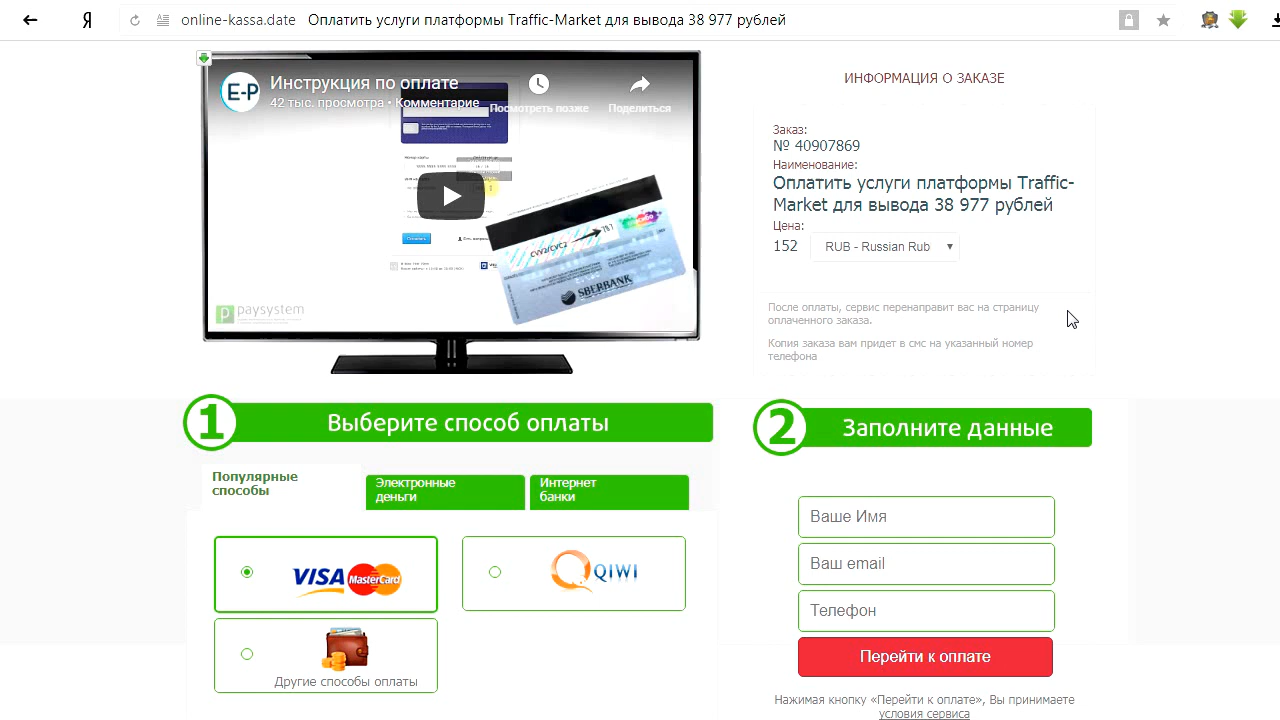 Я
online-kassa.date Оплатить услуги платформы Traffic-Market для вывода 38 977 рублей
E-P
Инструкция по оплате
42 тыс. просмотра • Комментарие
Посмотреть позже
Поделиться
CVV2/CVC2
787
SBERBANK
p paysystem
ИНФОРМАЦИЯ О ЗАКАЗЕ
Заказ:
№ 40907869
Наименование:
Оплатить услуги платформы Traffic-
Market для вывода 38 977 рублей
Цена:
152 RUB - Russian Rub
После оплаты, сервис перенаправит вас на страницу
оплаченного заказа.
Копия заказа вам придет в смс на указанный номер
телефона
1 Выберите способ оплаты
Популярные
способы
Электронные
деньги
Интернет
банки
VISA MasterCard
QIWI
Другие способы оплаты
2 Заполните данные
Ваше Имя
Ваш email
Телефон
Перейти к оплате
Нажимая кнопку «Перейти к оплате», Вы принимаете
условия сервиса